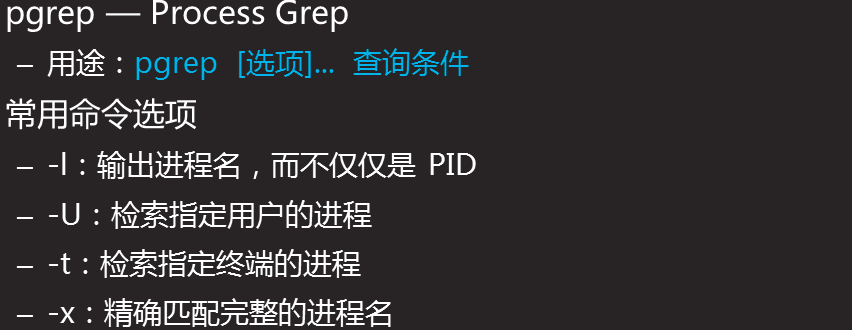 pgrep — Process Grep
– 用途：pgrep [选项]... 查询条件
常用命令选项
– -l：输出进程名，而不仅仅是 PID
– -U：检索指定用户的进程
– -t：检索指定终端的进程
– -x：精确匹配完整的进程名